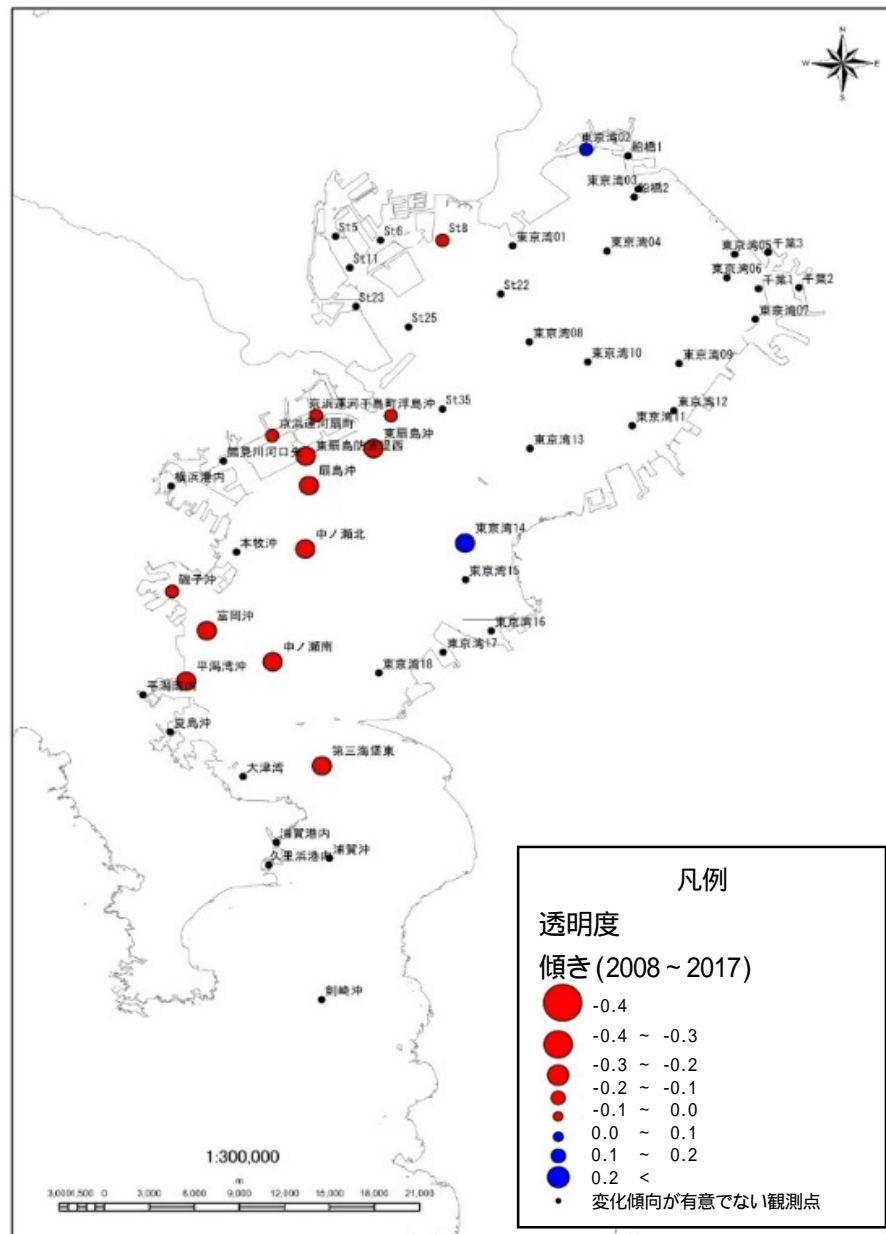 N
W E
S
東京湾02
船橋1
東京湾03
船橋2
St5
St6
St8
東京湾01
東京湾04
東京湾05
千葉3
St11
東京湾06
千葉1
千葉2
St22
St23
東京湾07
St25
東京湾08
東京湾10
東京湾09
St35
東京湾12
京浜運河千鳥町
浮島沖
京浜運河扇町
東京湾11
東扇島沖
東扇島防波堤西
鶴見川河口先
東京湾13
扇島沖
横浜港内
東京湾14
中ノ瀬北
本牧沖
東京湾15
磯子沖
富岡沖
東京湾16
中ノ瀬南
東京湾17
平潟湾沖
東京湾18
平潟湾内
夏島沖
第三海堡東
大津湾
浦賀港内
浦賀沖
久里浜港内
剣崎沖
1:300,000
m
3,000 1,500 0 3,000 6,000 9,000 12,000 15,000 18,000 21,000
凡例
透明度
傾き(2008~2017)
-0.4
-0.4 ~ -0.3
-0.3 ~ -0.2
-0.2 ~ -0.1
-0.1 ~ 0.0
0.0 ~ 0.1
0.1 ~ 0.2
0.2 <
変化傾向が有意でない観測点